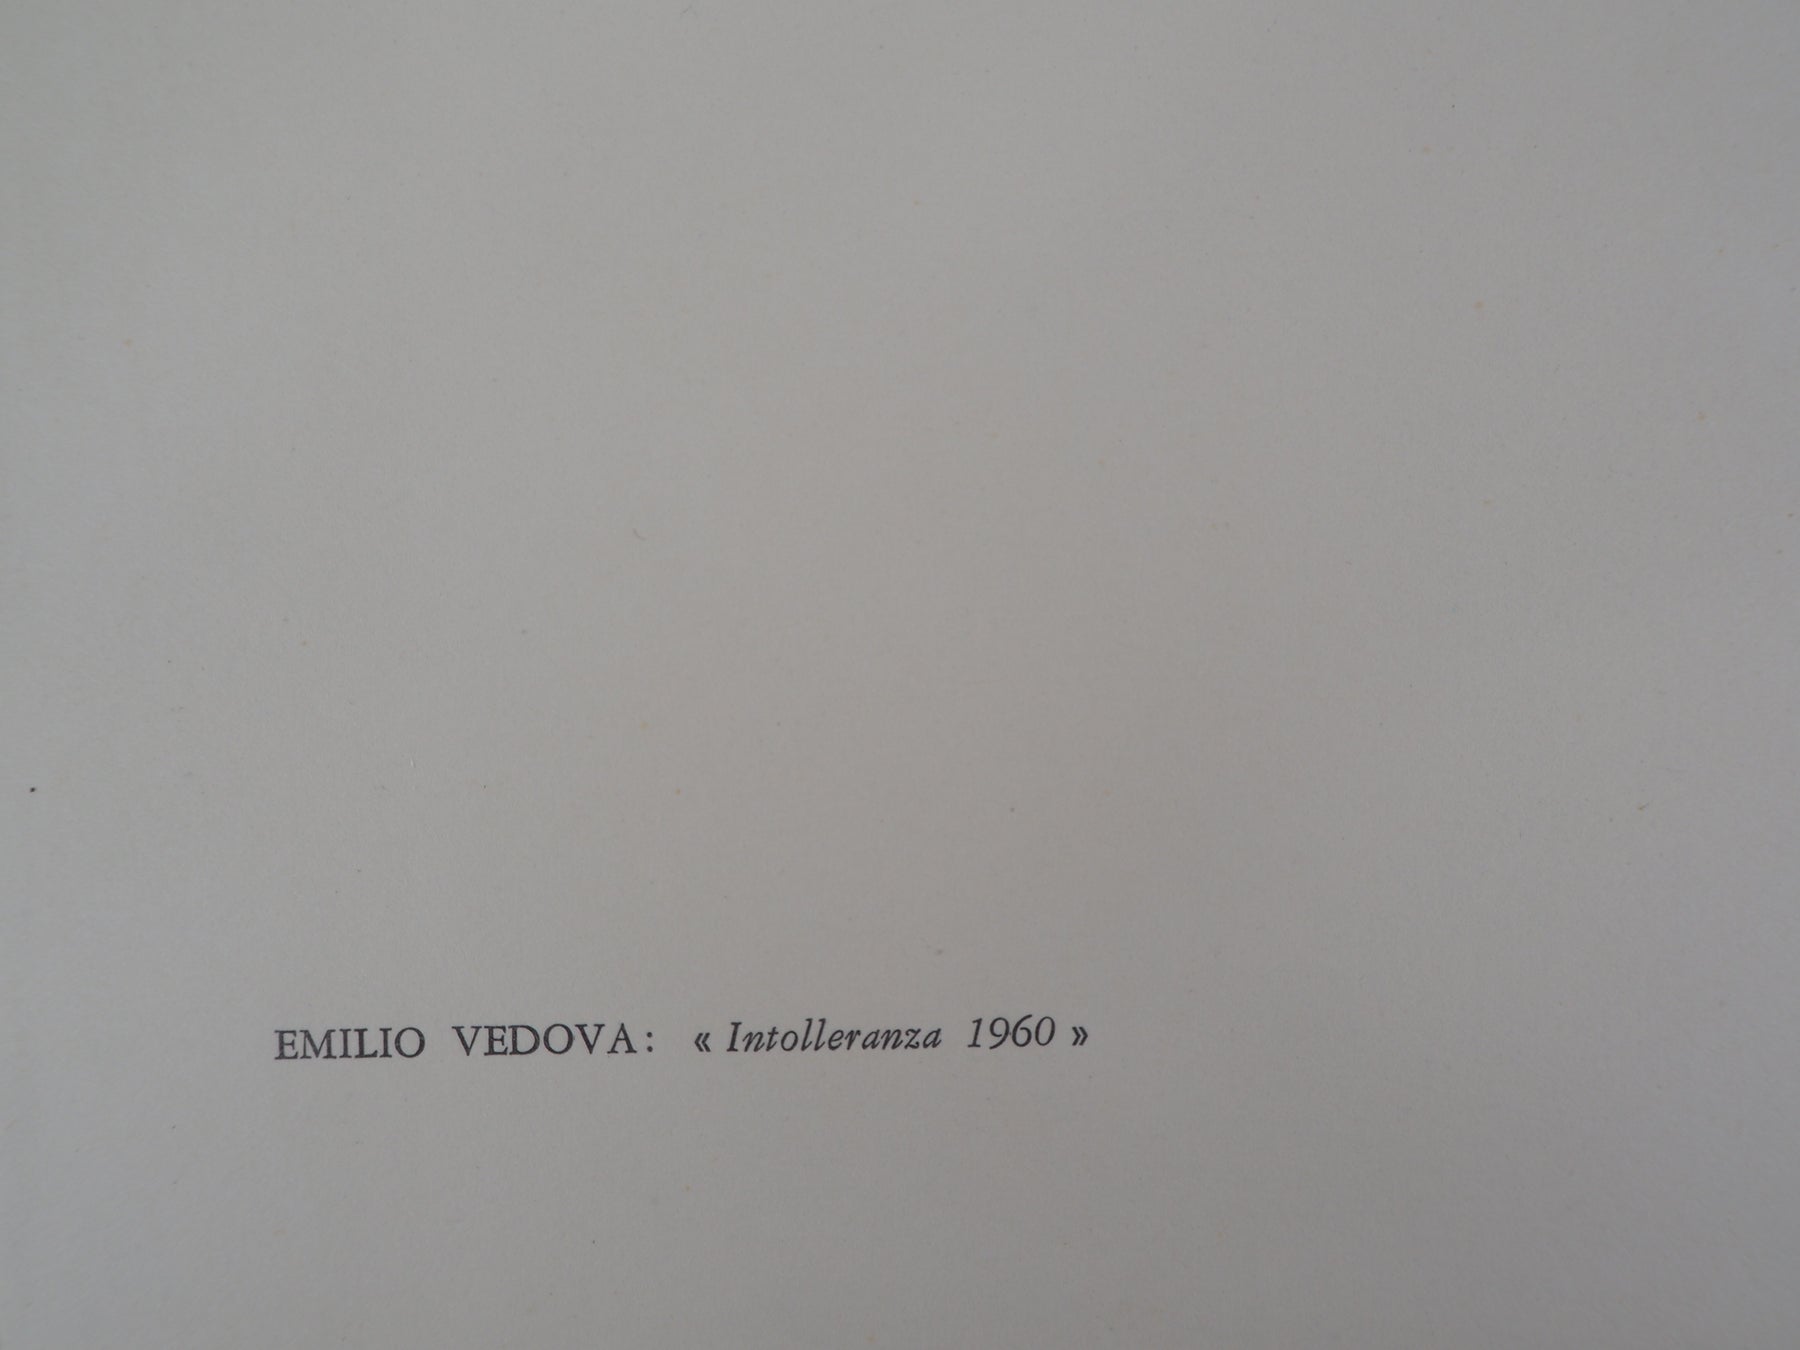 EMILIO VEDOVA: « Intolleranza 1960 »